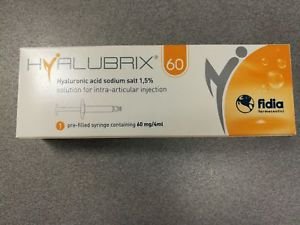 HYALUBRIX® 60
Hyaluronic acid sodium salt 1,5%
solution for intra-articular injection
fidia
farmaceutici
1 pre-filled syringe containing 60 mg/4ml